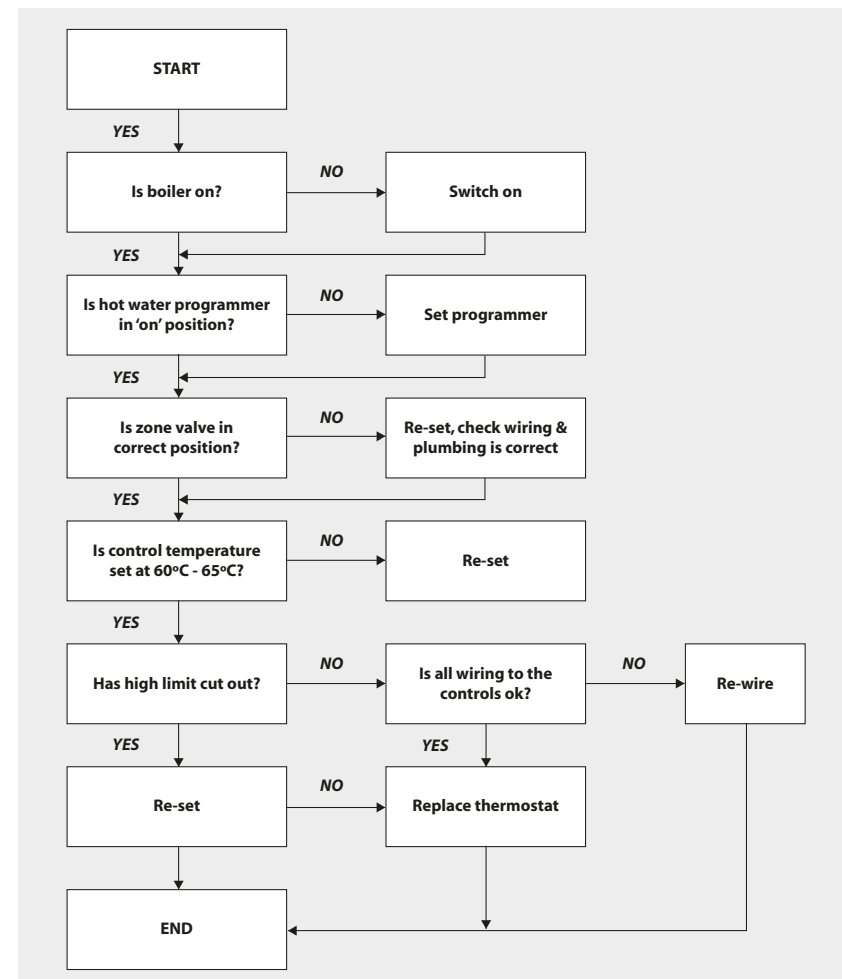 START
YES
Is boiler on?
NO
Switch on
YES
Is hot water programmer
in ‘on’ position?
NO
Set programmer
YES
Is zone valve in
correct position?
NO
Re-set, check wiring &
plumbing is correct
YES
Is control temperature
set at 60ºC - 65ºC?
NO
Re-set
YES
Has high limit cut out?
NO
Is all wiring to the
controls ok?
NO
Re-wire
YES
YES
Re-set
NO
Replace thermostat
END